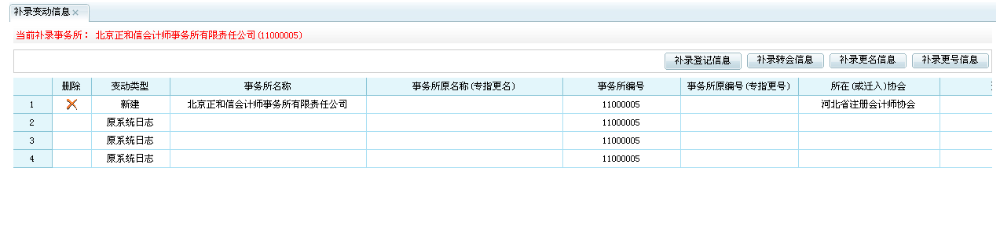 补录变动信息
当前补录事务所： 北京正和信会计师事务所有限责任公司(11000005)
补录登记信息 补录转会信息 补录更名信息 补录更号信息
删除 变动类型 事务所名称 事务所原名称(专指更名) 事务所编号 事务所原编号(专指更号) 所在(或迁入)协会
1 新建 北京正和信会计师事务所有限责任公司 11000005 河北省注册会计师协会
2 原系统日志 11000005
3 原系统日志 11000005
4 原系统日志 11000005